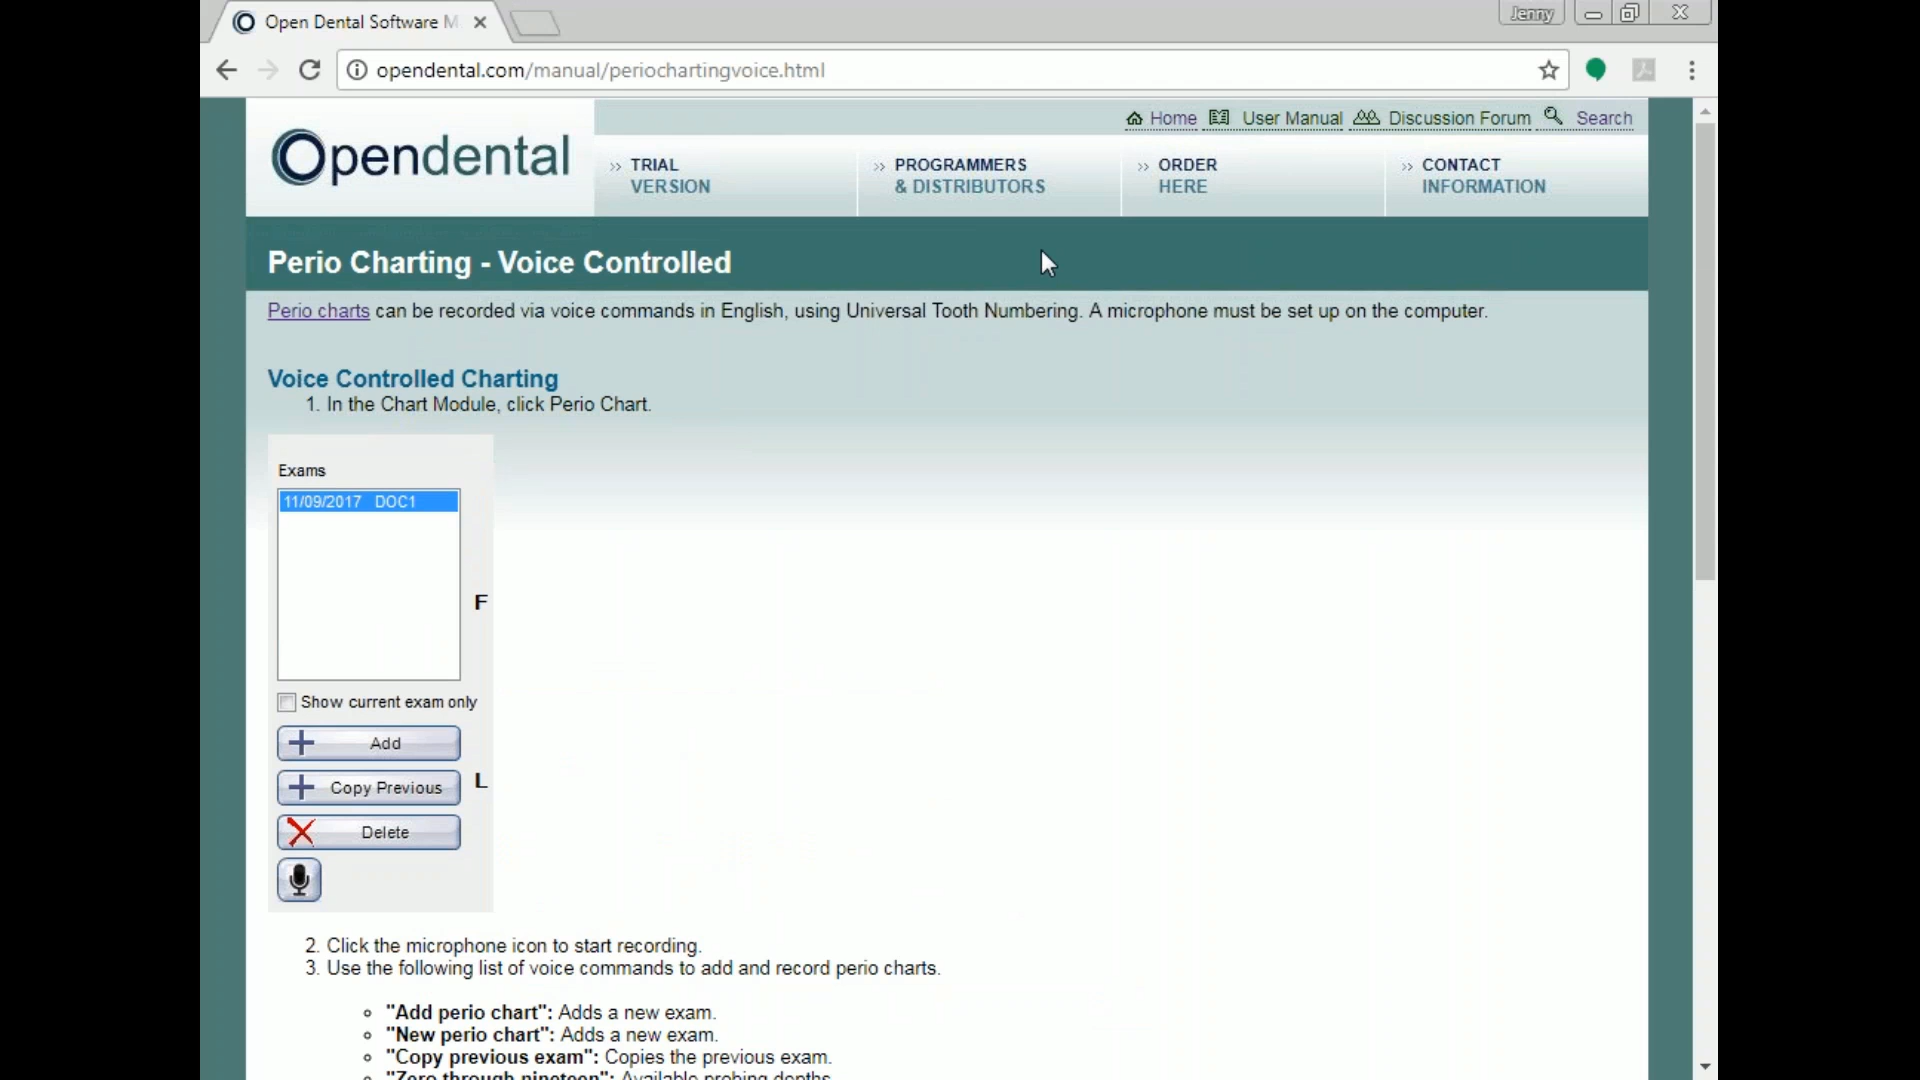 Open Dental Software M
Jenny
opendental.com/manual/periochartingvoice.html
Home User Manual Discussion Forum Search
Opendental
TRIAL
VERSION
PROGRAMMERS
& DISTRIBUTORS
ORDER
HERE
CONTACT
INFORMATION
Perio Charting - Voice Controlled
Perio charts can be recorded via voice commands in English, using Universal Tooth Numbering. A microphone must be set up on the computer.
Voice Controlled Charting
1. In the Chart Module, click Perio Chart.
Exams
11/09/2017 DOC1
F
Show current exam only
Add
Copy Previous
L
Delete
2. Click the microphone icon to start recording.
3. Use the following list of voice commands to add and record perio charts.
"Add perio chart": Adds a new exam.
"New perio chart": Adds a new exam.
"Copy previous exam": Copies the previous exam.
"Zero through nineteen": Available probing depths